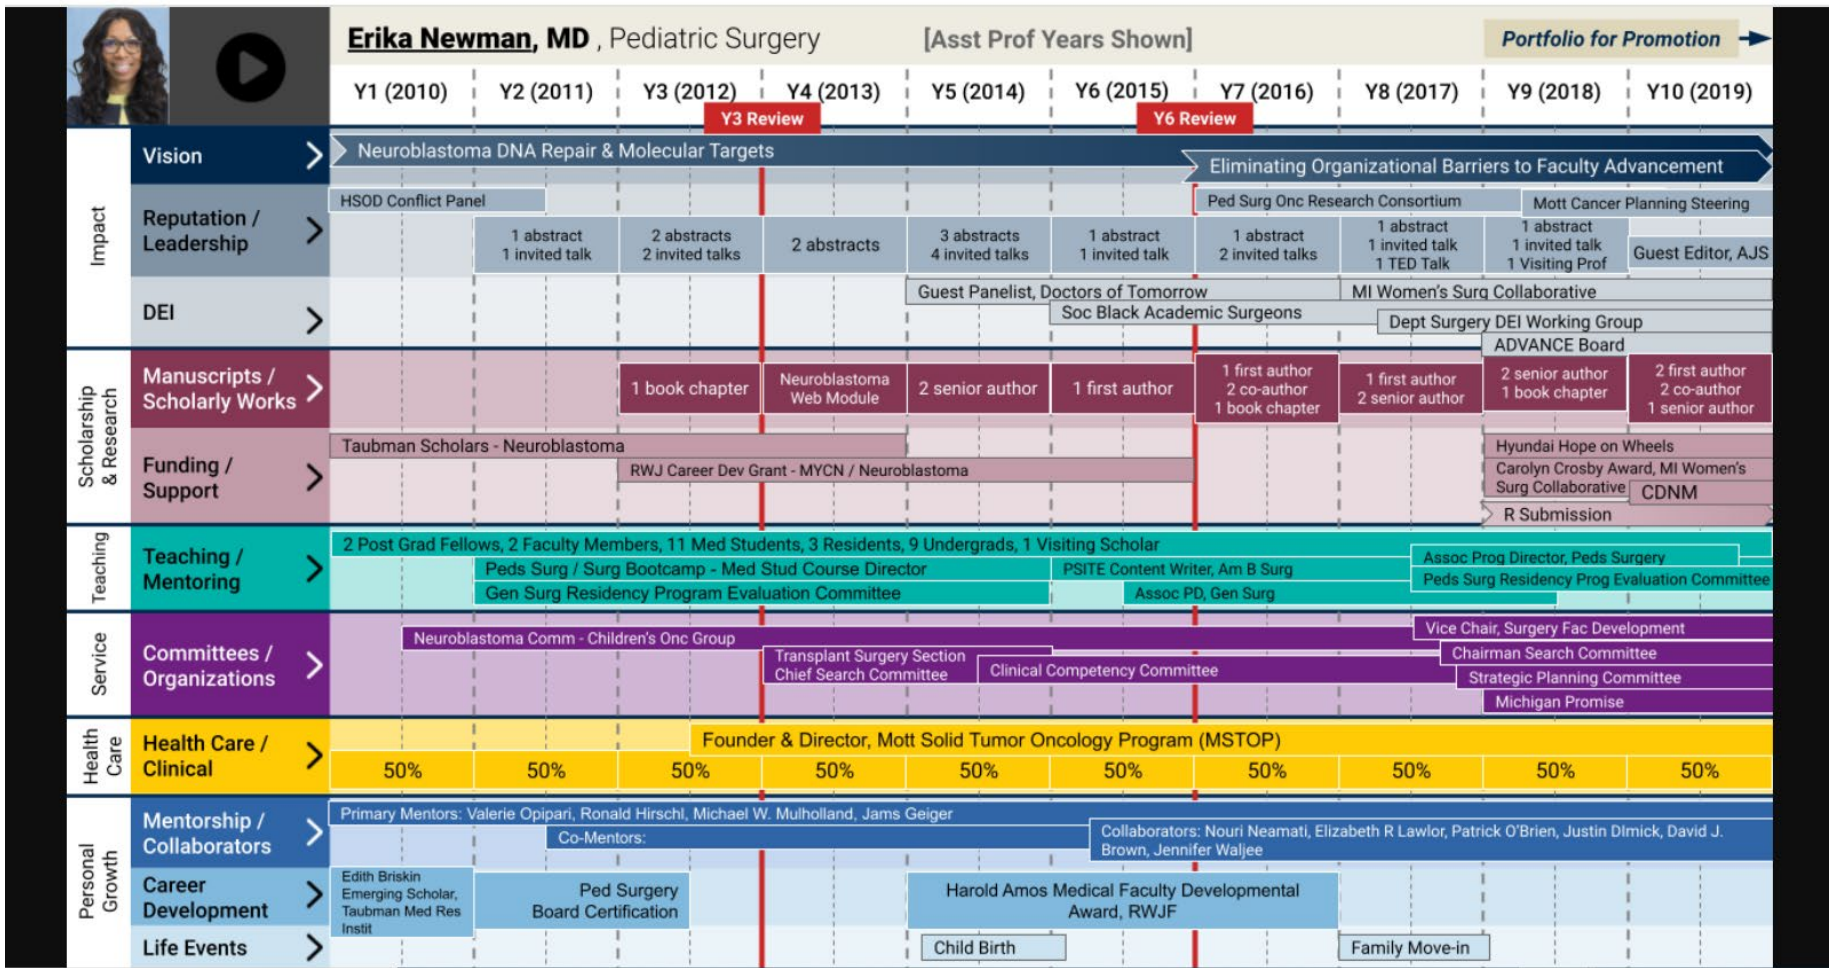 Erika Newman, MD , Pediatric Surgery
[Asst Prof Years Shown]
Portfolio for Promotion
Y1 (2010)
Y2 (2011)
Y3 (2012)
Y4 (2013)
Y5 (2014)
Y6 (2015)
Y7 (2016)
Y8 (2017)
Y9 (2018)
Y10 (2019)
Y3 Review
Y6 Review
Impact
Vision
Neuroblastoma DNA Repair & Molecular Targets
Eliminating Organizational Barriers to Faculty Advancement
Reputation /
Leadership
HSOD Conflict Panel
Ped Surg Onc Research Consortium
Mott Cancer Planning Steering
1 abstract
1 invited talk
2 abstracts
2 invited talks
2 abstracts
3 abstracts
4 invited talks
1 abstract
1 invited talk
1 abstract
2 invited talks
1 abstract
1 invited talk
1 TED Talk
1 abstract
1 invited talk
1 Visiting Prof
Guest Editor, AJS
DEI
Guest Panelist, Doctors of Tomorrow
MI Women's Surg Collaborative
Soc Black Academic Surgeons
Dept Surgery DEI Working Group
ADVANCE Board
Scholarship
& Research
Manuscripts /
Scholarly Works
1 book chapter
Neuroblastoma
Web Module
2 senior author
1 first author
1 first author
2 co-author
1 book chapter
1 first author
2 senior author
2 senior author
1 book chapter
2 first author
2 co-author
1 senior author
Funding /
Support
Taubman Scholars - Neuroblastoma
RWJ Career Dev Grant - MYCN / Neuroblastoma
Hyundai Hope on Wheels
Carolyn Crosby Award, MI Women's
Surg Collaborative
CDNM
R Submission
Teaching
Teaching /
Mentoring
2 Post Grad Fellows, 2 Faculty Members, 11 Med Students, 3 Residents, 9 Undergrads, 1 Visiting Scholar
Assoc Prog Director, Peds Surgery
Peds Surg / Surg Bootcamp - Med Stud Course Director
PSITE Content Writer, Am B Surg
Peds Surg Residency Prog Evaluation Committee
Gen Surg Residency Program Evaluation Committee
Assoc PD, Gen Surg
Service
Committees /
Organizations
Neuroblastoma Comm - Children's Onc Group
Vice Chair, Surgery Fac Development
Transplant Surgery Section
Chief Search Committee
Clinical Competency Committee
Chairman Search Committee
Strategic Planning Committee
Michigan Promise
Health
Care
Health Care /
Clinical
Founder & Director, Mott Solid Tumor Oncology Program (MSTOP)
50%
50%
50%
50%
50%
50%
50%
50%
50%
50%
Personal
Growth
Mentorship /
Collaborators
Primary Mentors: Valerie Opipari, Ronald Hirschl, Michael W. Mulholland, Jams Geiger
Co-Mentors:
Collaborators: Nouri Neamati, Elizabeth R Lawlor, Patrick O'Brien, Justin DImick, David J.
Brown, Jennifer Waljee
Career
Development
Edith Briskin
Emerging Scholar,
Taubman Med Res
Instit
Ped Surgery
Board Certification
Harold Amos Medical Faculty Developmental
Award, RWJF
Life Events
Child Birth
Family Move-in